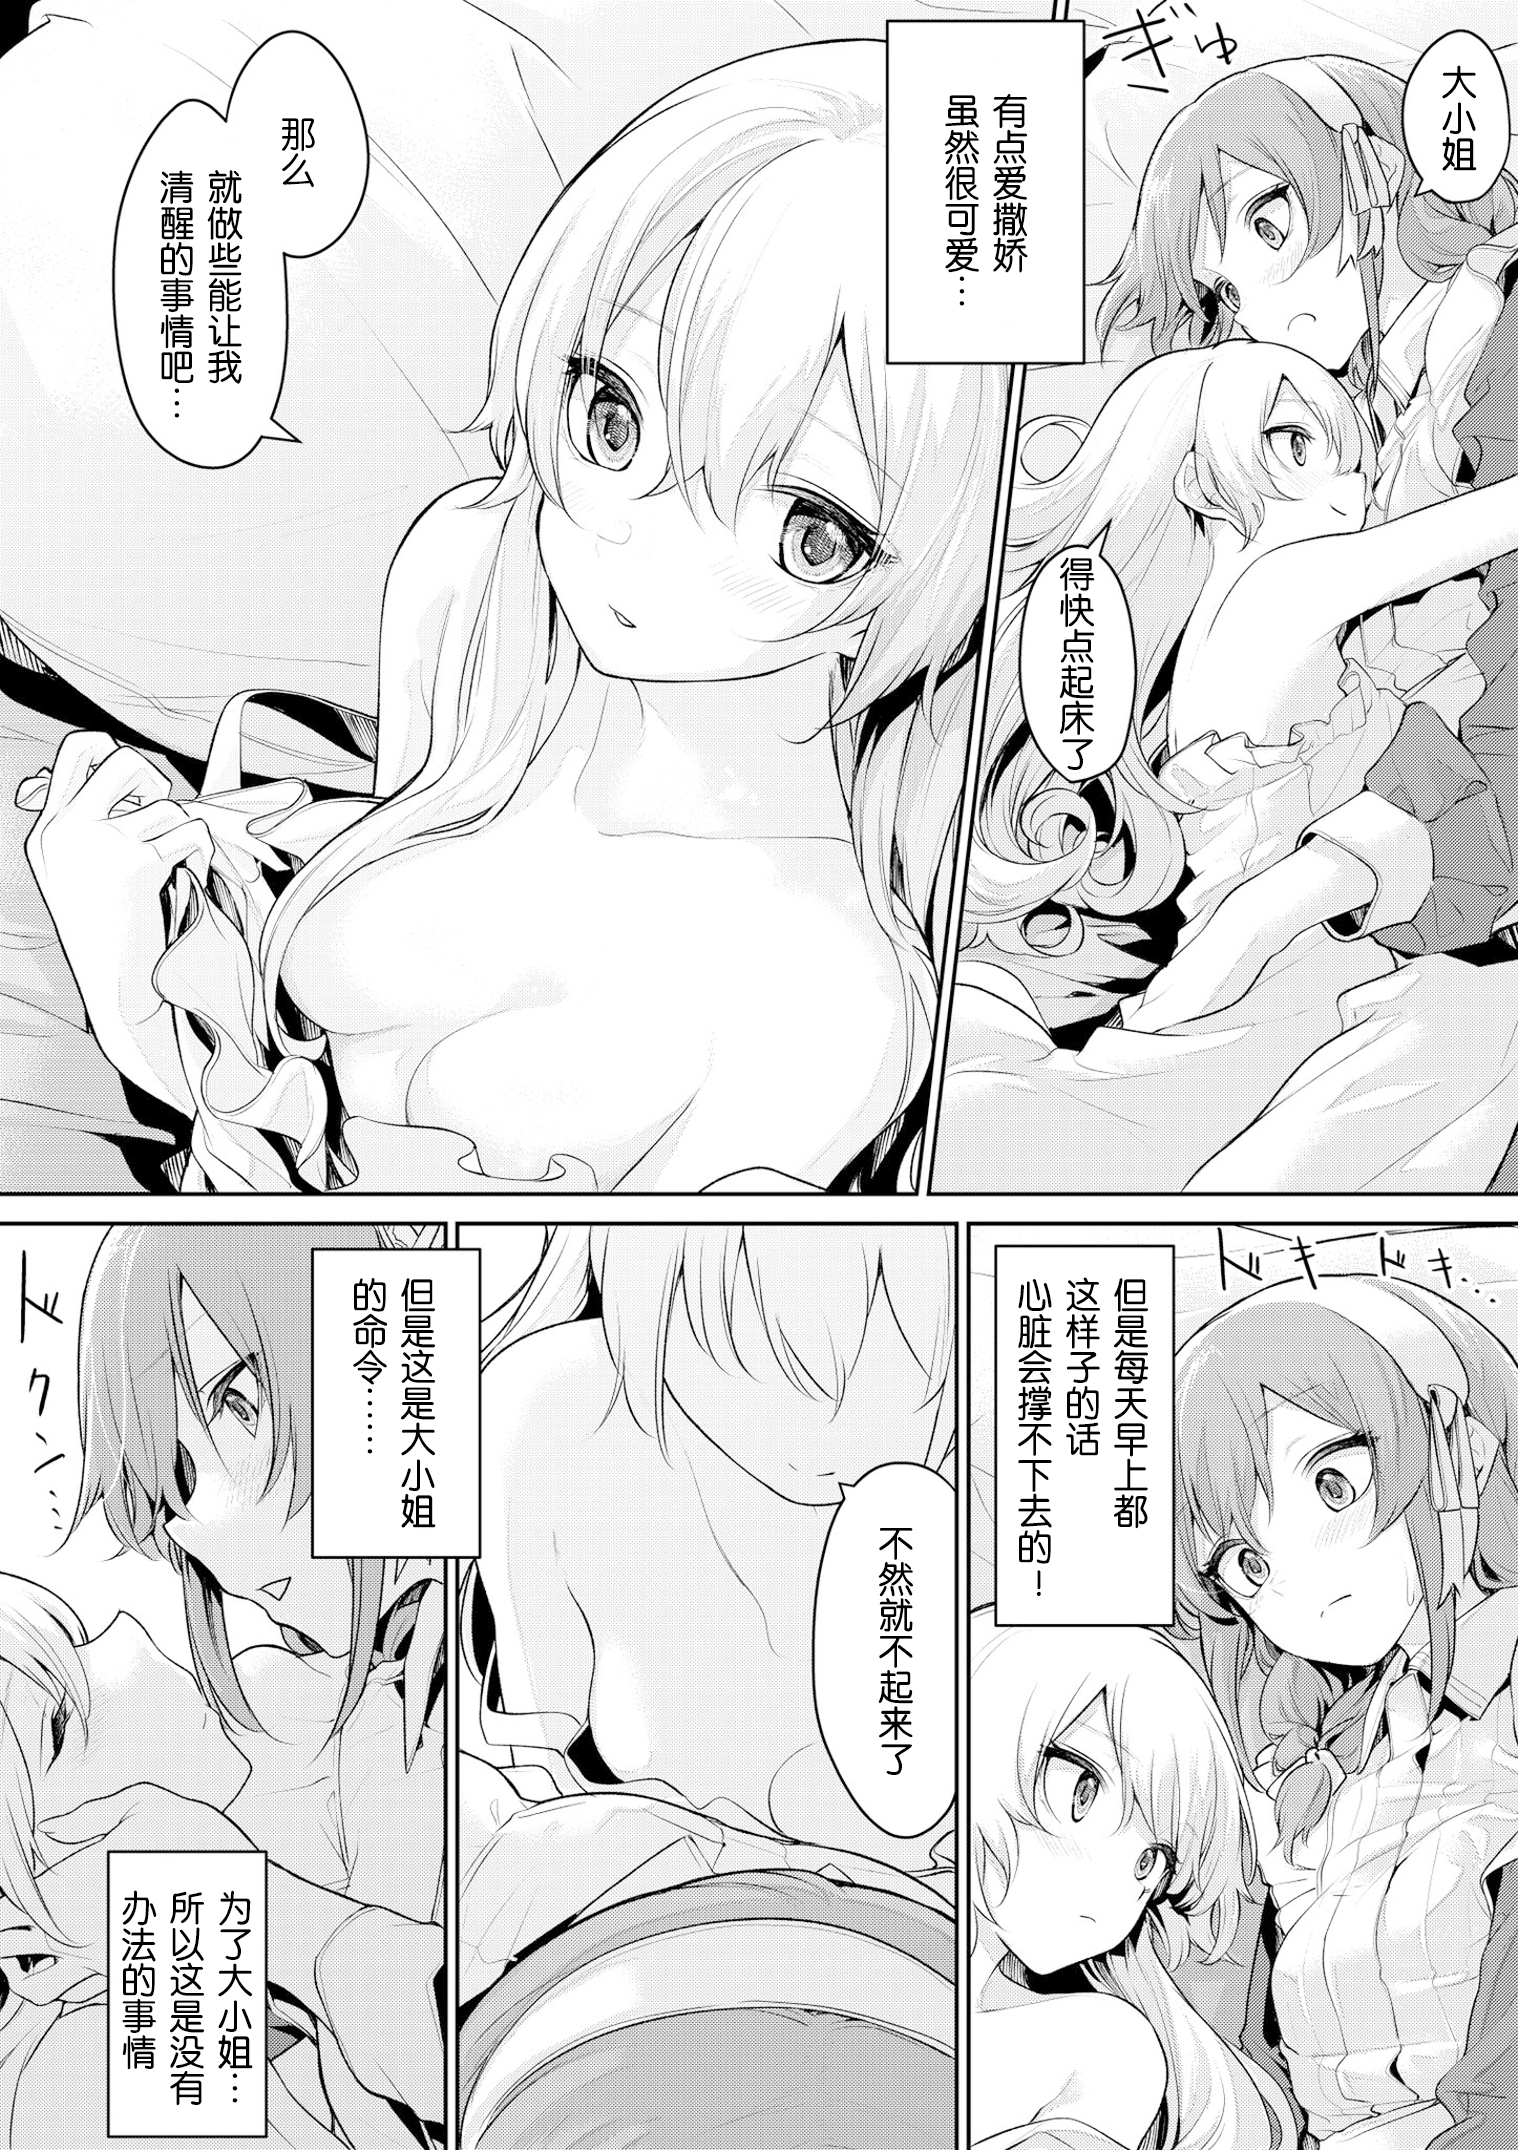 大小姐
ギゅ
得快点起床了
有点爱撒娇
虽然很可爱…
那么
就做些能让我
清醒的事情吧…
ドキドキ…
但是每天早上都
这样子的话
心脏会撑不下去的!
不然就不起来了
但是这是大小姐
的命令……
ドクン…
为了大小姐…
所以这是没有
办法的事情